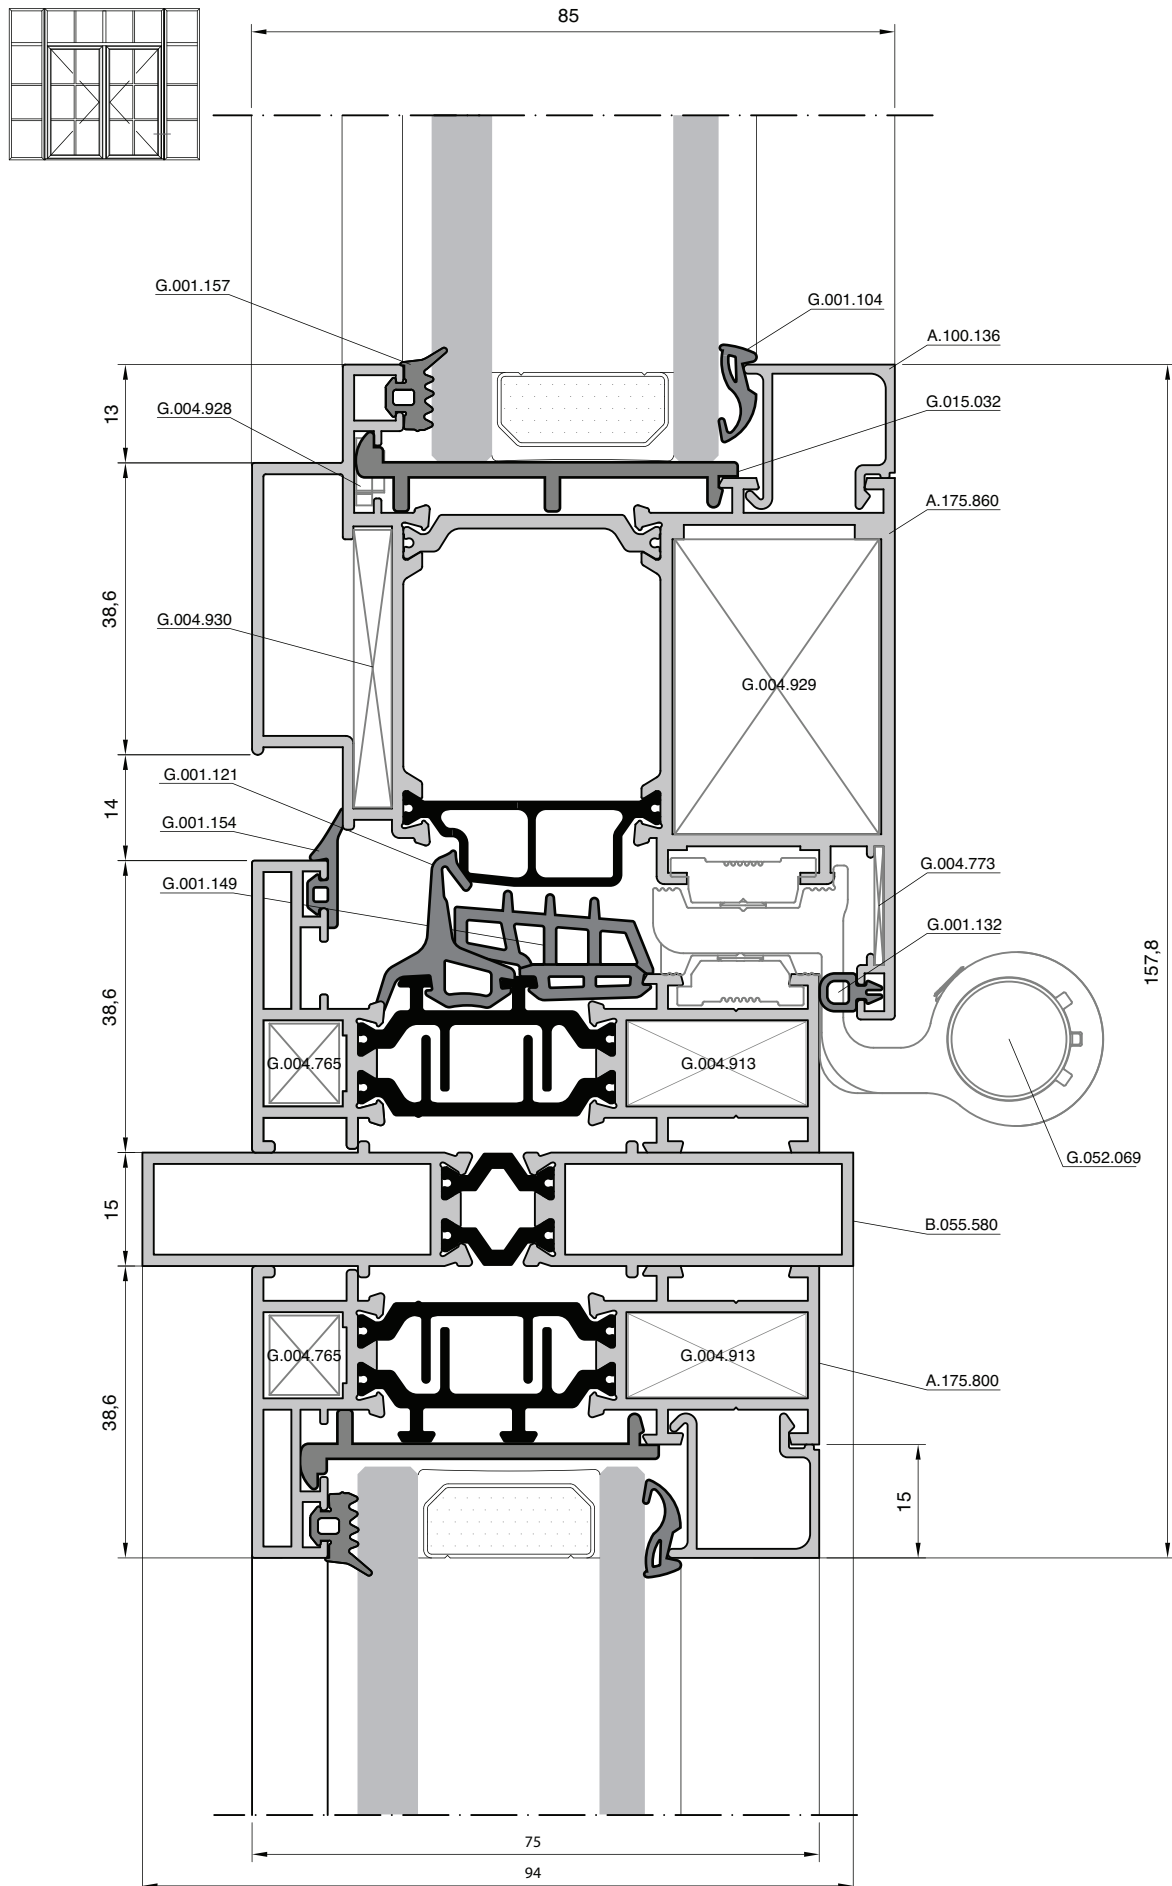 85
G.001.157
G.001.104
A.100.136
13
G.004.928
G.015.032
A.175.860
38,6
G.004.930
G.004.929
14
G.001.121
G.001.154
G.004.773
G.001.149
G.001.132
157,8
38,6
G.004.765
G.004.913
G.052.069
15
B.055.580
G.004.765
G.004.913
A.175.800
38,6
15
75
94